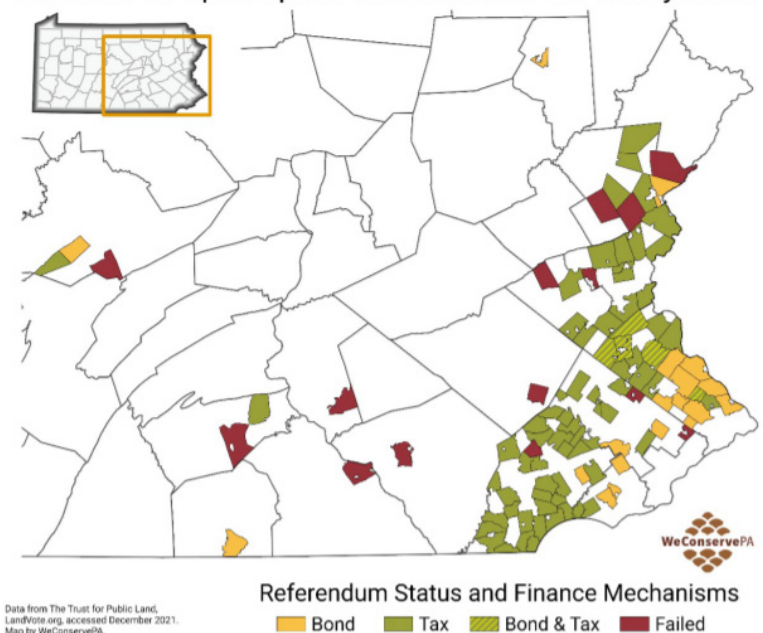 WeConservePA
Referendum Status and Finance Mechanisms
Bond
Tax
Bond & Tax
Failed
Data from The Trust for Public Land,
LandVote.org, accessed December 2021.
Map by WeConservePA.